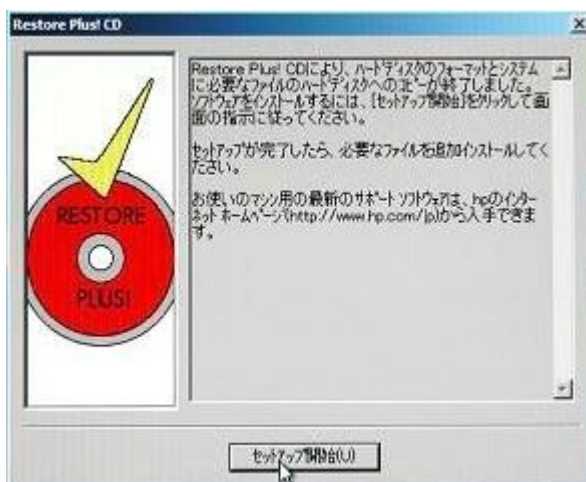 Restore Plus! CD
Restore Plus! CDにより、ハードディスクのフォーマットとシステム
に必要なファイルのハードディスクへのコピーが終了しました。
ソフトウェアをインストールするには、[セットアップ開始]をクリックして画
面の指示に従ってください。
セットアップが完了したら、必要なファイルを追加インストールしてく
ださい。
お使いのマシン用の最新のサポート ソフトウェアは、hpのインター
ネット ホームページ(http://www.hp.com/jp)から入手できま
す。
RESTORE
PLUS!
セットアップ開始(U)